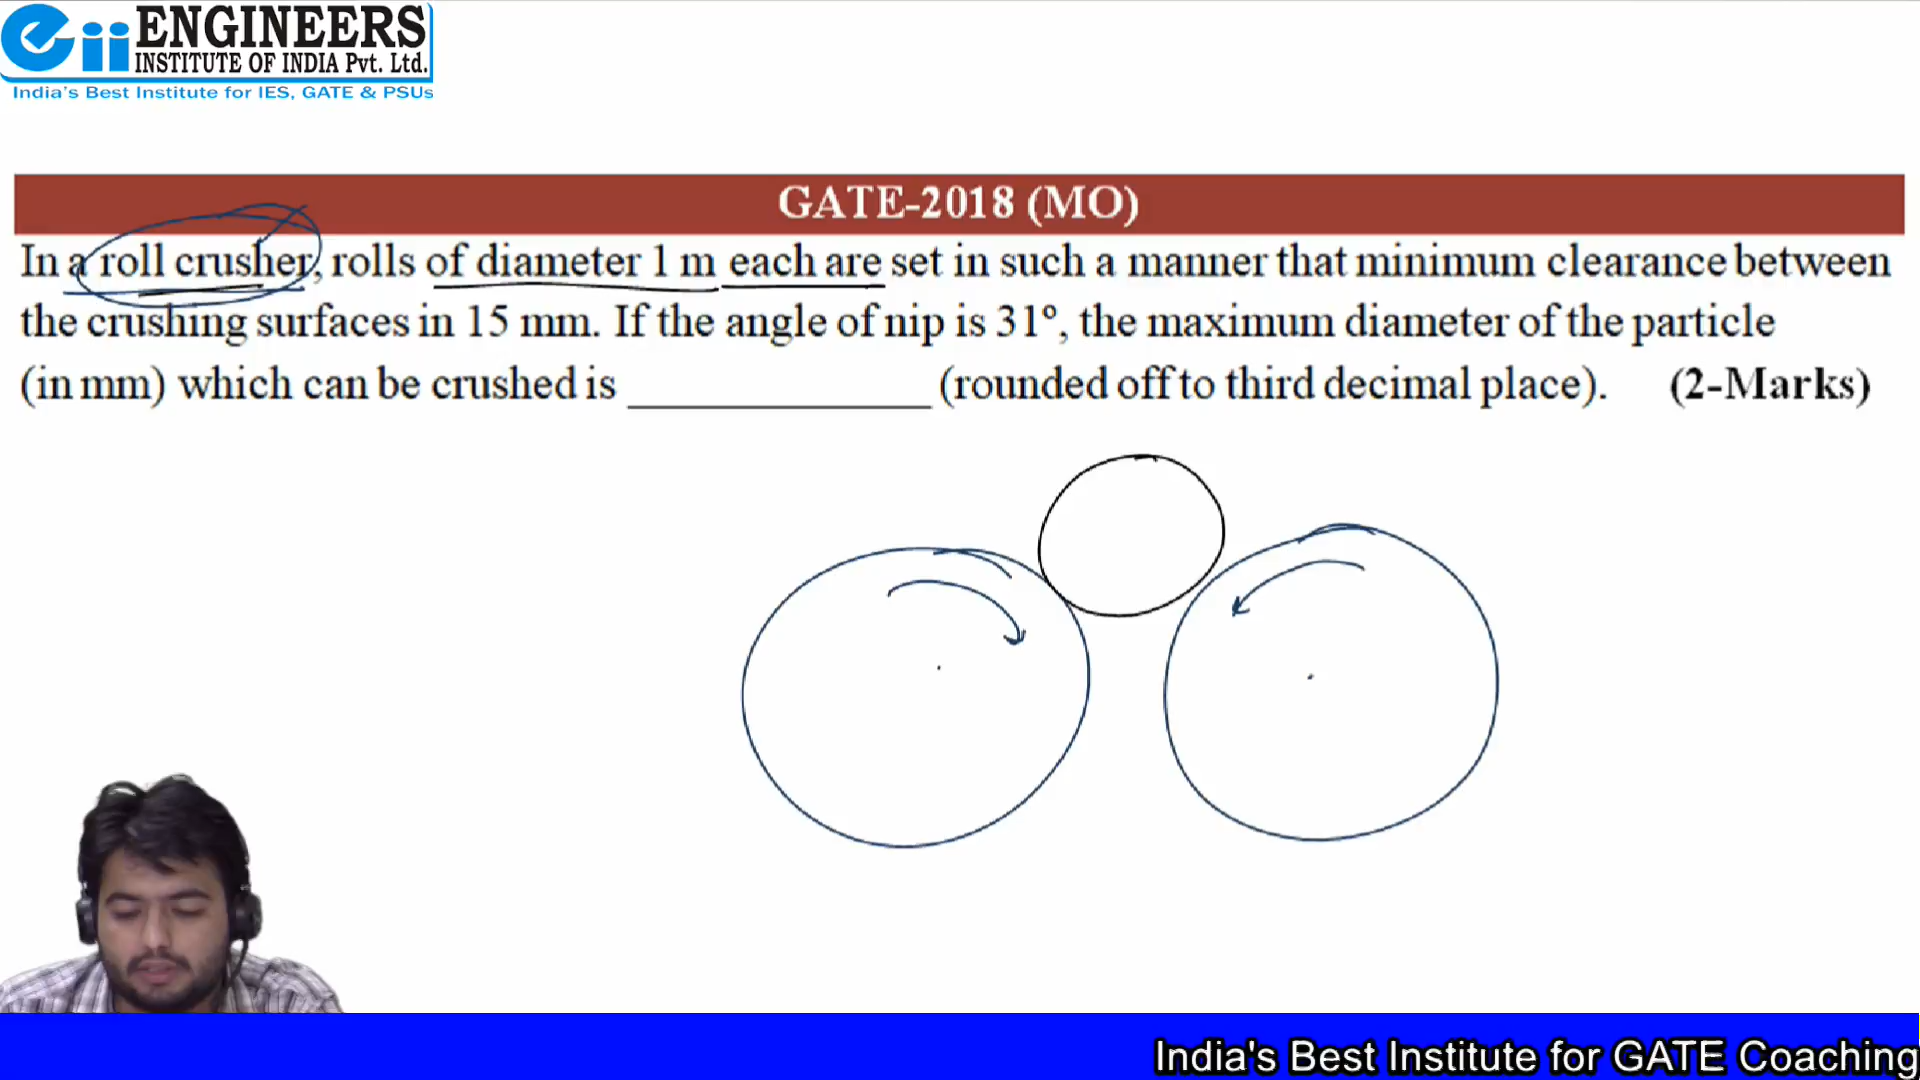 eii ENGINEERS
INSTITUTE OF INDIA Pvt. Ltd.
India's Best Institute for IES, GATE & PSUs
GATE-2018 (MO)
In a roll crusher, rolls of diameter 1 m each are set in such a manner that minimum clearance between
the crushing surfaces in 15 mm. If the angle of nip is 31º, the maximum diameter of the particle
(in mm) which can be crushed is ______________ (rounded off to third decimal place). (2-Marks)
India's Best Institute for GATE Coaching